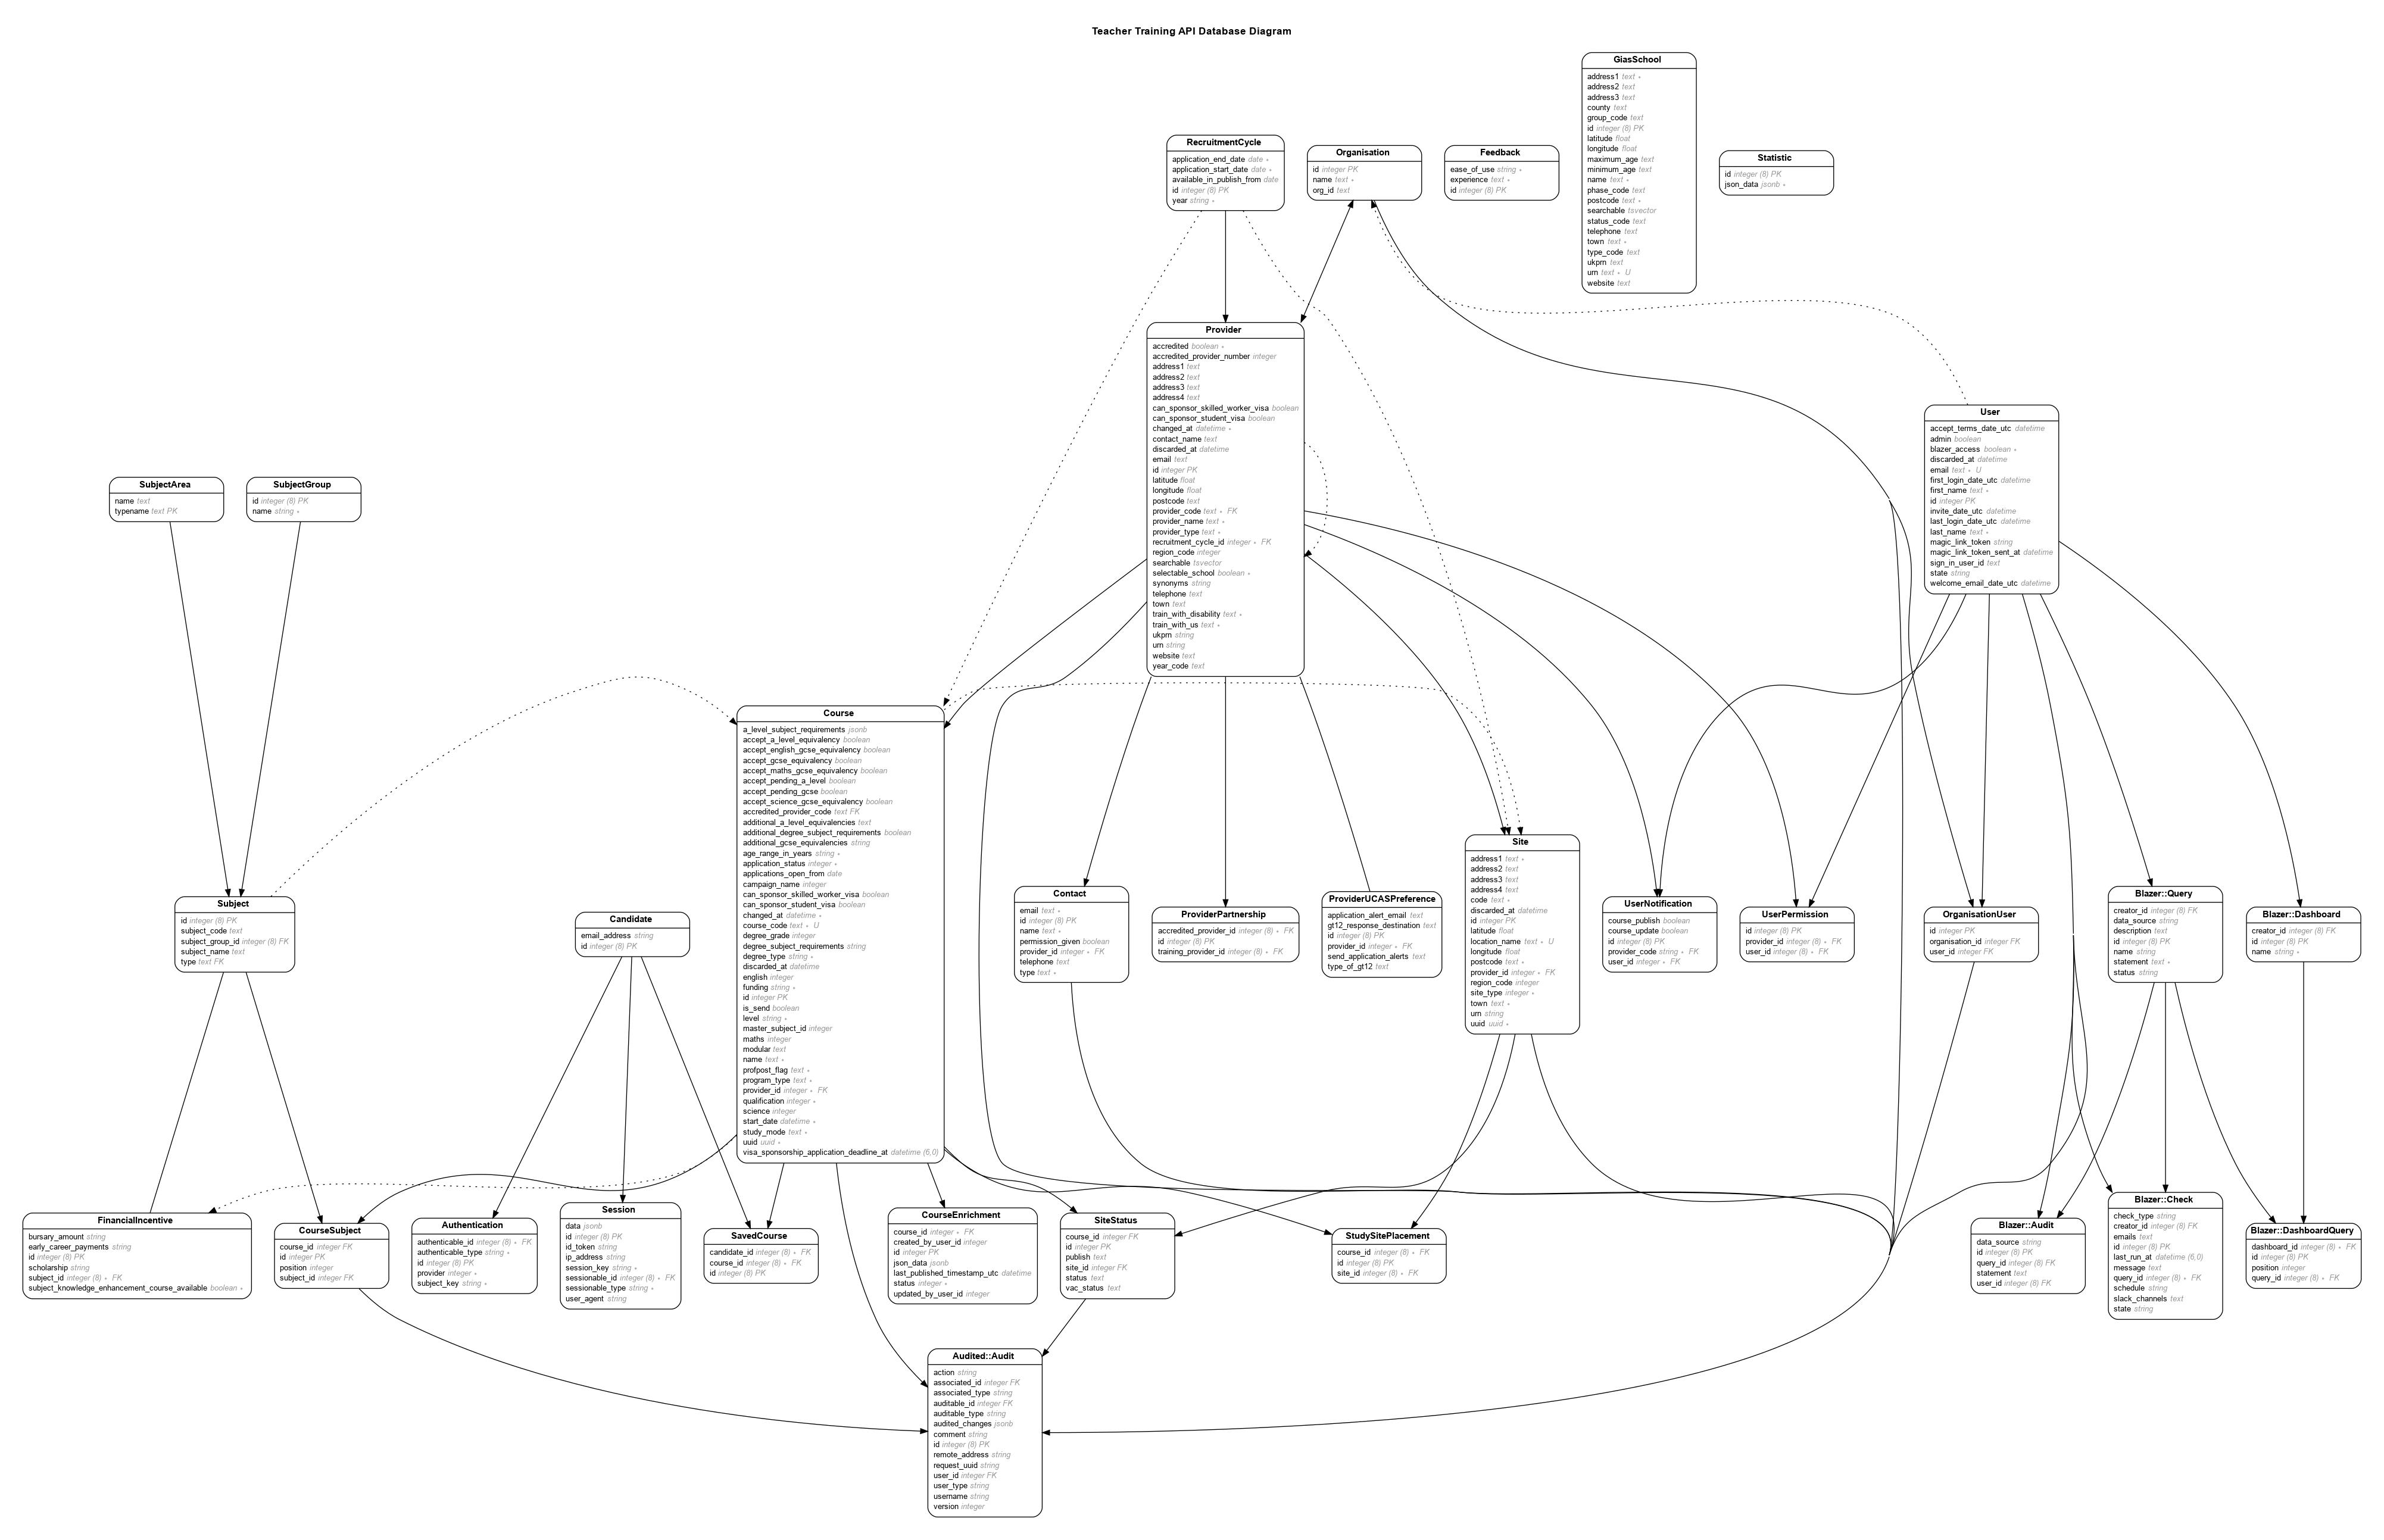 Teacher Training API Database Diagram
GiasSchool
address1 text ∗
address2 text
address3 text
county text
group_code text
id integer (8) PK
latitude float
longitude float
maximum_age text
minimum_age text
name text ∗
phase_code text
postcode text ∗
searchable tsvector
status_code text
telephone text
town text ∗
type_code text
ukprn text
urn text ∗ U
website text
RecruitmentCycle
application_end_date date ∗
application_start_date date ∗
available_in_publish_from date
id integer (8) PK
year string ∗
Organisation
id integer PK
name text ∗
org_id text
Feedback
ease_of_use string ∗
experience text ∗
id integer (8) PK
Statistic
id integer (8) PK
json_data jsonb ∗
Provider
accredited boolean ∗
accredited_provider_number integer
address1 text
address2 text
address3 text
address4 text
can_sponsor_skilled_worker_visa boolean
can_sponsor_student_visa boolean
changed_at datetime ∗
contact_name text
discarded_at datetime
email text
id integer PK
latitude float
longitude float
postcode text
provider_code text ∗ FK
provider_name text ∗
provider_type text ∗
recruitment_cycle_id integer ∗ FK
region_code integer
searchable tsvector
selectable_school boolean ∗
synonyms string
telephone text
town text
train_with_disability text ∗
train_with_us text ∗
ukprn string
urn string
website text
year_code text
User
accept_terms_date_utc datetime
admin boolean
blazer_access boolean ∗
discarded_at datetime
email text ∗ U
first_login_date_utc datetime
first_name text ∗
id integer PK
invite_date_utc datetime
last_login_date_utc datetime
last_name text ∗
magic_link_token string
magic_link_token_sent_at datetime
sign_in_user_id text
state string
welcome_email_date_utc datetime
SubjectArea
name text
typename text PK
SubjectGroup
id integer (8) PK
name string ∗
Course
a_level_subject_requirements jsonb
accept_a_level_equivalency boolean
accept_english_gcse_equivalency boolean
accept_gcse_equivalency boolean
accept_maths_gcse_equivalency boolean
accept_pending_a_level boolean
accept_pending_gcse boolean
accept_science_gcse_equivalency boolean
accredited_provider_code text FK
additional_a_level_equivalencies text
additional_degree_subject_requirements boolean
additional_gcse_equivalencies string
age_range_in_years string ∗
application_status integer ∗
applications_open_from date
campaign_name integer
can_sponsor_skilled_worker_visa boolean
can_sponsor_student_visa boolean
changed_at datetime ∗
course_code text ∗ U
degree_grade integer
degree_subject_requirements string
degree_type string ∗
discarded_at datetime
english integer
funding string ∗
id integer PK
is_send boolean
level string ∗
master_subject_id integer
maths integer
modular text
name text ∗
profpost_flag text ∗
program_type text ∗
provider_id integer ∗ FK
qualification integer ∗
science integer
start_date datetime ∗
study_mode text ∗
uuid uuid ∗
visa_sponsorship_application_deadline_at datetime (6,0)
Subject
id integer (8) PK
subject_code text
subject_group_id integer (8) FK
subject_name text
type text FK
Candidate
email_address string
id integer (8) PK
Contact
email text ∗
id integer (8) PK
name text ∗
permission_given boolean
provider_id integer ∗ FK
telephone text
type text ∗
ProviderPartnership
accredited_provider_id integer (8) ∗ FK
id integer (8) PK
training_provider_id integer (8) ∗ FK
ProviderUCASPreference
application_alert_email text
gt12_response_destination text
id integer (8) PK
provider_id integer ∗ FK
send_application_alerts text
type_of_gt12 text
Site
address1 text ∗
address2 text
address3 text
address4 text
code text ∗
discarded_at datetime
id integer PK
latitude float
location_name text ∗ U
longitude float
postcode text ∗
provider_id integer ∗ FK
region_code integer
site_type integer ∗
town text ∗
urn string
uuid uuid ∗
UserNotification
course_publish boolean
course_update boolean
id integer (8) PK
provider_code string ∗ FK
user_id integer ∗ FK
UserPermission
id integer (8) PK
provider_id integer (8) ∗ FK
user_id integer (8) ∗ FK
OrganisationUser
id integer PK
organisation_id integer FK
user_id integer FK
Blazer::Query
creator_id integer (8) FK
data_source string
description text
id integer (8) PK
name string
statement text ∗
status string
Blazer::Dashboard
creator_id integer (8) FK
id integer (8) PK
name string ∗
FinancialIncentive
bursary_amount string
early_career_payments string
id integer (8) PK
scholarship string
subject_id integer (8) ∗ FK
subject_knowledge_enhancement_course_available boolean ∗
CourseSubject
course_id integer FK
id integer PK
position integer
subject_id integer FK
Authentication
authenticable_id integer (8) ∗ FK
authenticable_type string ∗
id integer (8) PK
provider integer ∗
subject_key string ∗
Session
data jsonb
id integer (8) PK
id_token string
ip_address string
session_key string ∗
sessionable_id integer (8) ∗ FK
sessionable_type string ∗
user_agent string
SavedCourse
candidate_id integer (8) ∗ FK
course_id integer (8) ∗ FK
id integer (8) PK
CourseEnrichment
course_id integer ∗ FK
created_by_user_id integer
id integer PK
json_data jsonb
last_published_timestamp_utc datetime
status integer ∗
updated_by_user_id integer
SiteStatus
course_id integer FK
id integer PK
publish text
site_id integer FK
status text
vac_status text
StudySitePlacement
course_id integer (8) ∗ FK
id integer (8) PK
site_id integer (8) ∗ FK
Blazer::Audit
data_source string
id integer (8) PK
query_id integer (8) FK
statement text
user_id integer (8) FK
Blazer::Check
check_type string
creator_id integer (8) FK
emails text
id integer (8) PK
last_run_at datetime (6,0)
message text
query_id integer (8) ∗ FK
schedule string
slack_channels text
state string
Blazer::DashboardQuery
dashboard_id integer (8) ∗ FK
id integer (8) PK
position integer
query_id integer (8) ∗ FK
Audited::Audit
action string
associated_id integer FK
associated_type string
auditable_id integer FK
auditable_type string
audited_changes jsonb
comment string
id integer (8) PK
remote_address string
request_uuid string
user_id integer FK
user_type string
username string
version integer